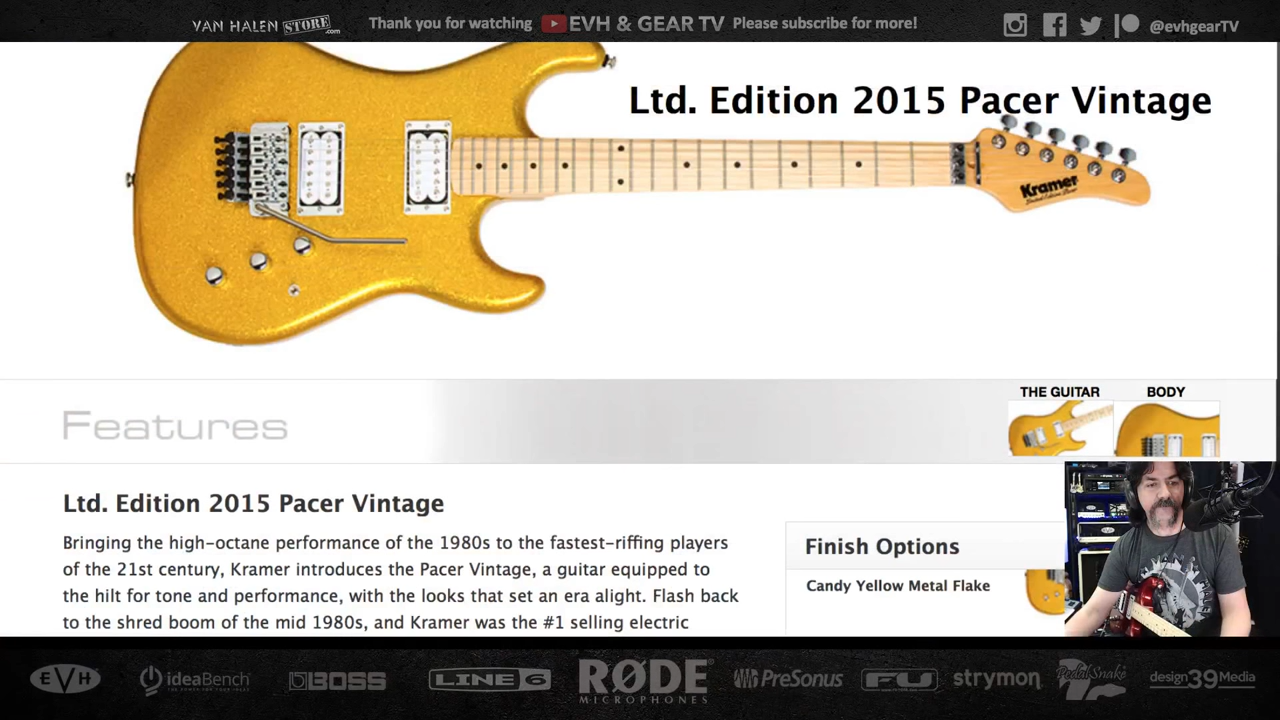 VAN HALEN STORE.com
Thank you for watching EVH & GEAR TV Please subscribe for more!
@evhgearTV
Ltd. Edition 2015 Pacer Vintage
Kramer
THE GUITAR
BODY
Features
Ltd. Edition 2015 Pacer Vintage
Bringing the high-octane performance of the 1980s to the fastest-riffing players
of the 21st century, Kramer introduces the Pacer Vintage, a guitar equipped to
the hilt for tone and performance, with the looks that set an era alight. Flash back
to the shred boom of the mid 1980s, and Kramer was the #1 selling electric
Finish Options
Candy Yellow Metal Flake
EVH
ideaBench
BOSS
LINE 6
RØDE
MICROPHONES
PreSonus
FU
strymon
PedalSnake
design39Media